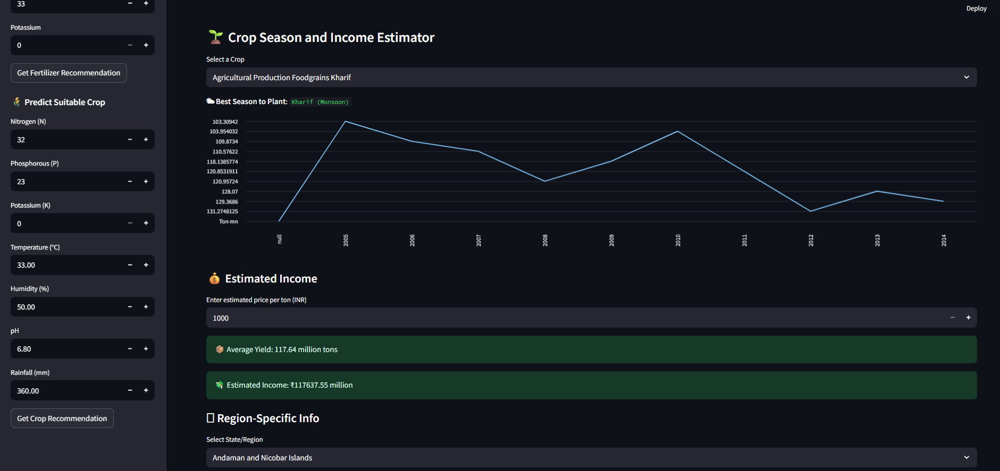 33
Potassium
0
Get Fertilizer Recommendation
Predict Suitable Crop
Nitrogen (N)
32
Phosphorous (P)
23
Potassium (K)
0
Temperature (°C)
33.00
Humidity (%)
50.00
pH
6.80
Rainfall (mm)
360.00
Get Crop Recommendation
Deploy
Crop Season and Income Estimator
Select a Crop
Agricultural Production Foodgrains Kharif
Best Season to Plant: Kharif (Monsoon)
103.30942
103.954032
109.8734
110.57622
118.1385774
120.8531911
120.95724
128.07
129.3686
131.2748125
Ton mn
null 2005 2006 2007 2008 2009 2010 2011 2012 2013 2014
Estimated Income
Enter estimated price per ton (INR)
1000
Average Yield: 117.64 million tons
Estimated Income: ₹117637.55 million
Region-Specific Info
Select State/Region
Andaman and Nicobar Islands